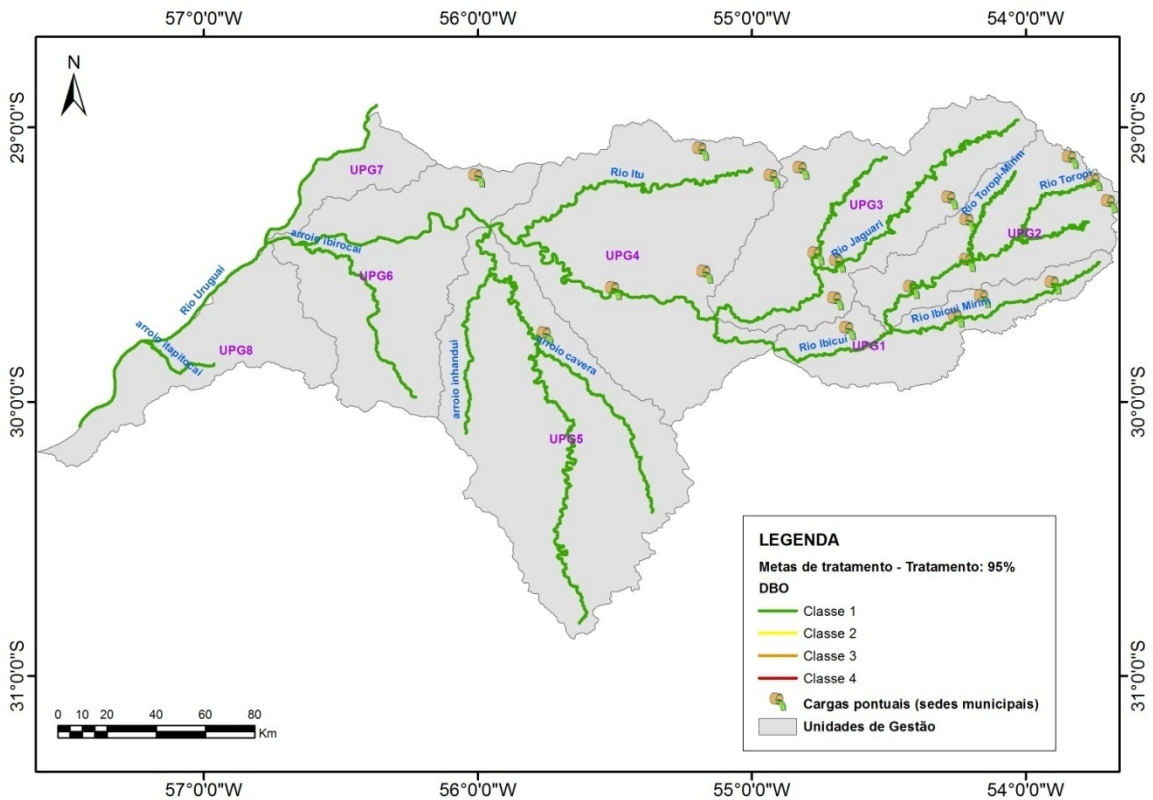 57°0'0"W 56°0'0"W 55°0'0"W 54°0'0"W
N
29°0'0"S
29°0'0"S
UPG7
Rio Itu
Rio Toropi-Mirim
Rio Toropi
UPG3
Rio Jaguari
UPG2
arroio Ibirocai
UPG4
UPG6
Rio Uruguai
Rio Ibicui Mirim
arroio itapitocai
UPG8
arroio inhandui
arroio cavera
Rio Ibicui
UPG1
30°0'0"S
30°0'0"S
UPG5
LEGENDA
Metas de tratamento - Tratamento: 95%
DBO
Classe 1
Classe 2
Classe 3
Classe 4
Cargas pontuais (sedes municipais)
Unidades de Gestão
31°0'0"S
31°0'0"S
0 10 20 40 60 80
Km
57°0'0"W 56°0'0"W 55°0'0"W 54°0'0"W